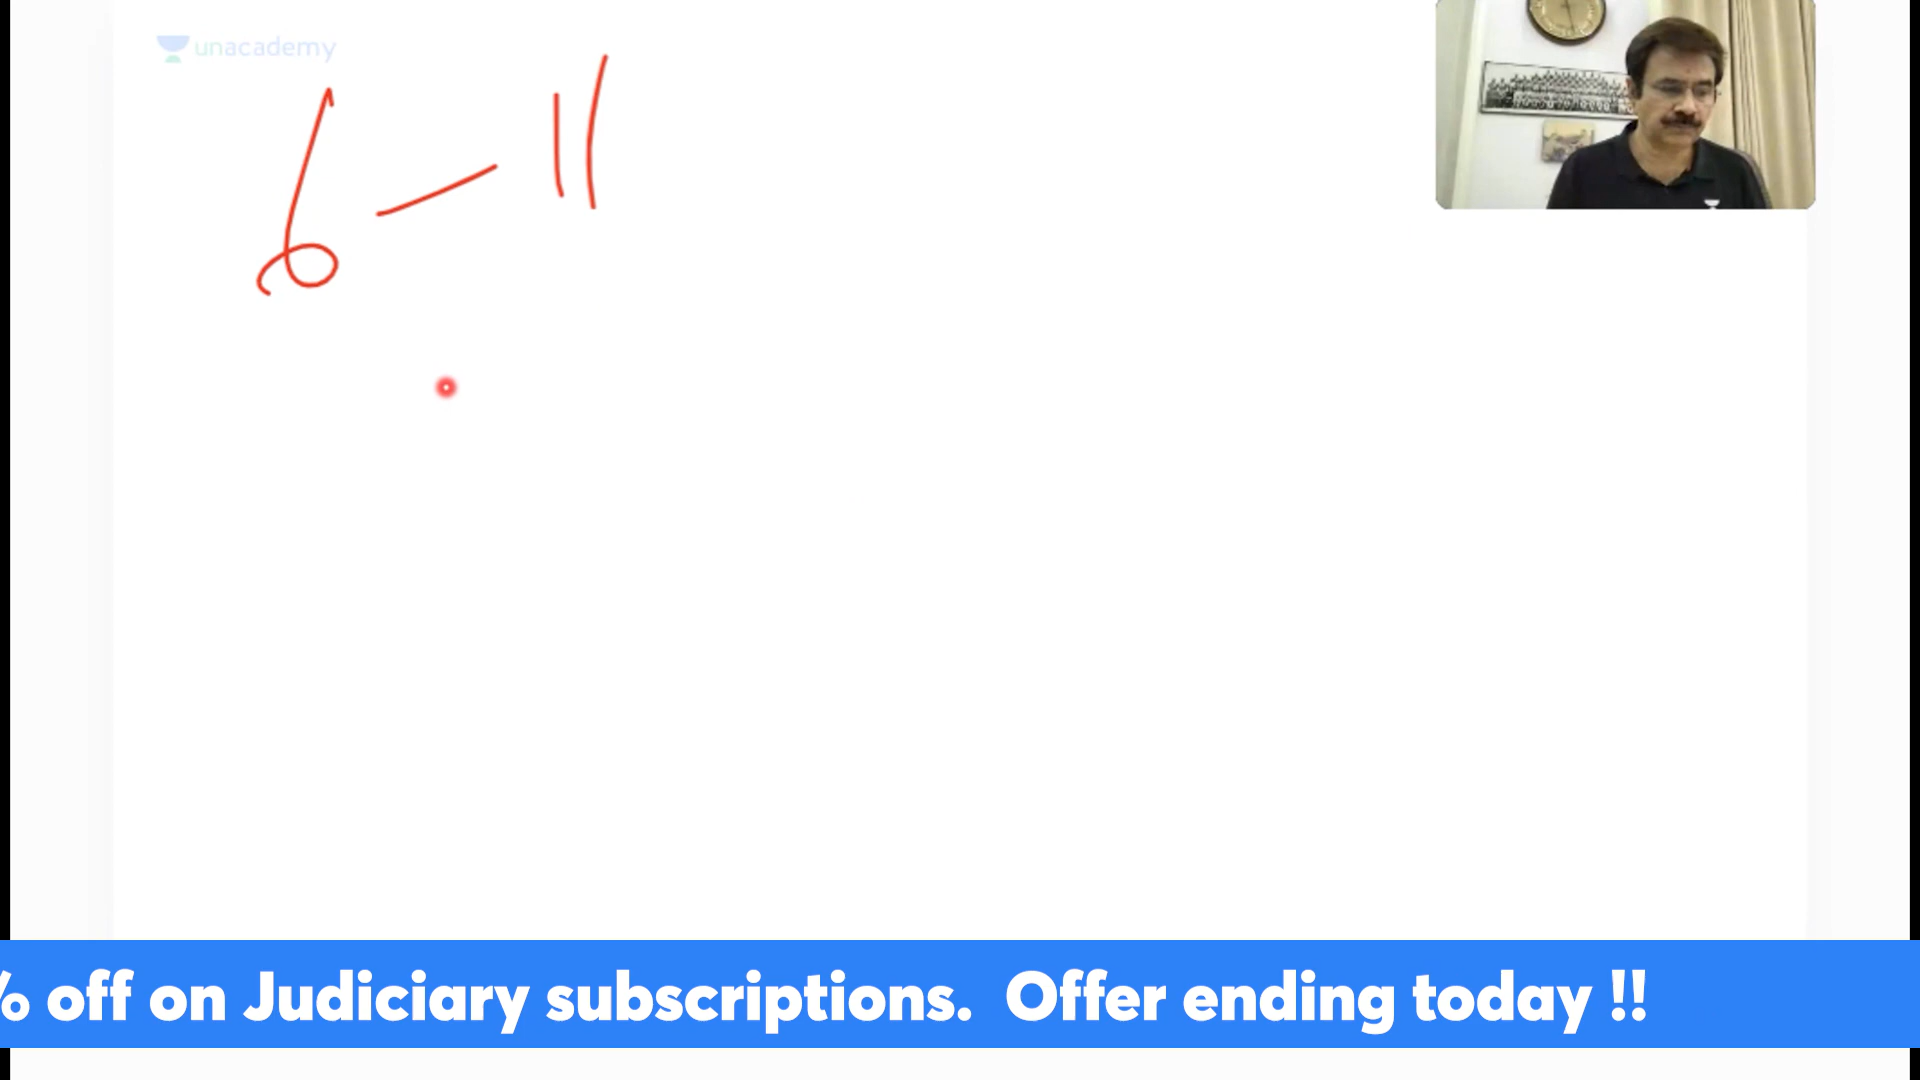 unacademy
6 - 11
% off on Judiciary subscriptions. Offer ending today !!